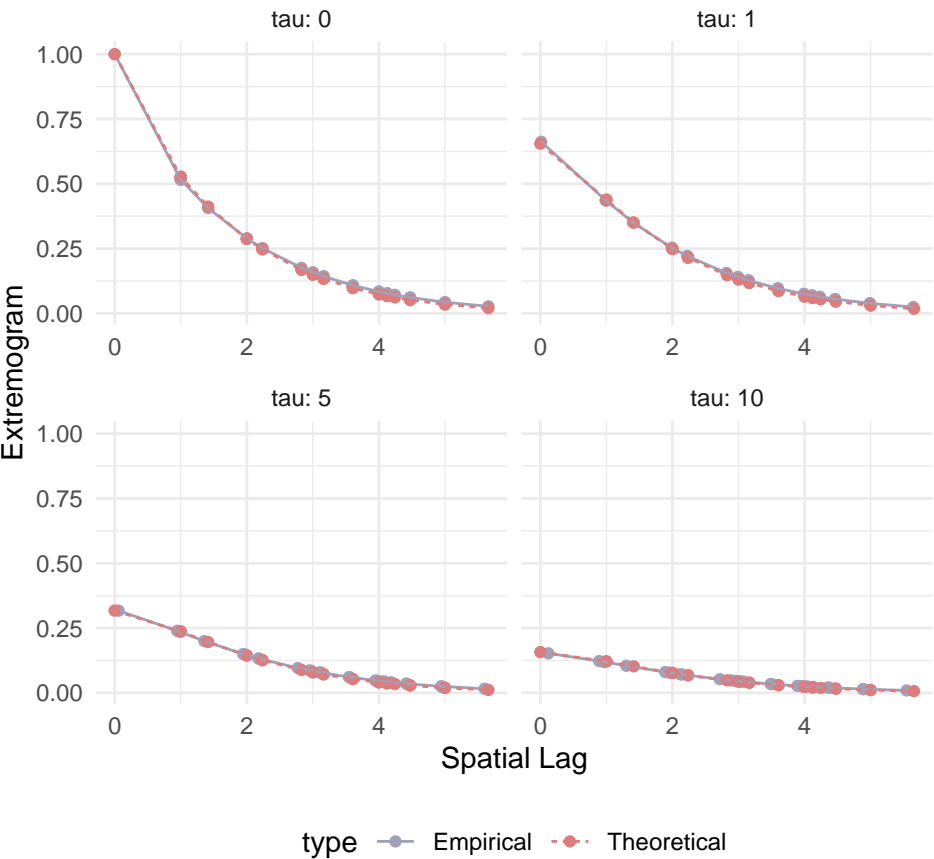 tau: 0
tau: 1
1.00
0.75
0.50
0.25
0.00
0 2 4
0 2 4
tau: 5
tau: 10
1.00
0.75
0.50
0.25
0.00
0 2 4
0 2 4
Extremogram
Spatial Lag
type Empirical Theoretical